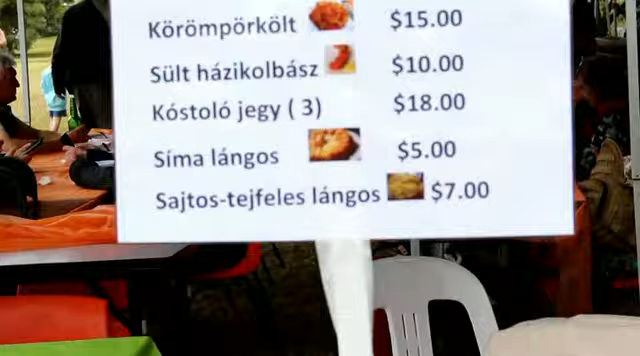 Körömpörkölt $15.00
Sült házikolbász $10.00
Kóstoló jegy ( 3) $18.00
Síma lángos $5.00
Sajtos-tejfeles lángos $7.00